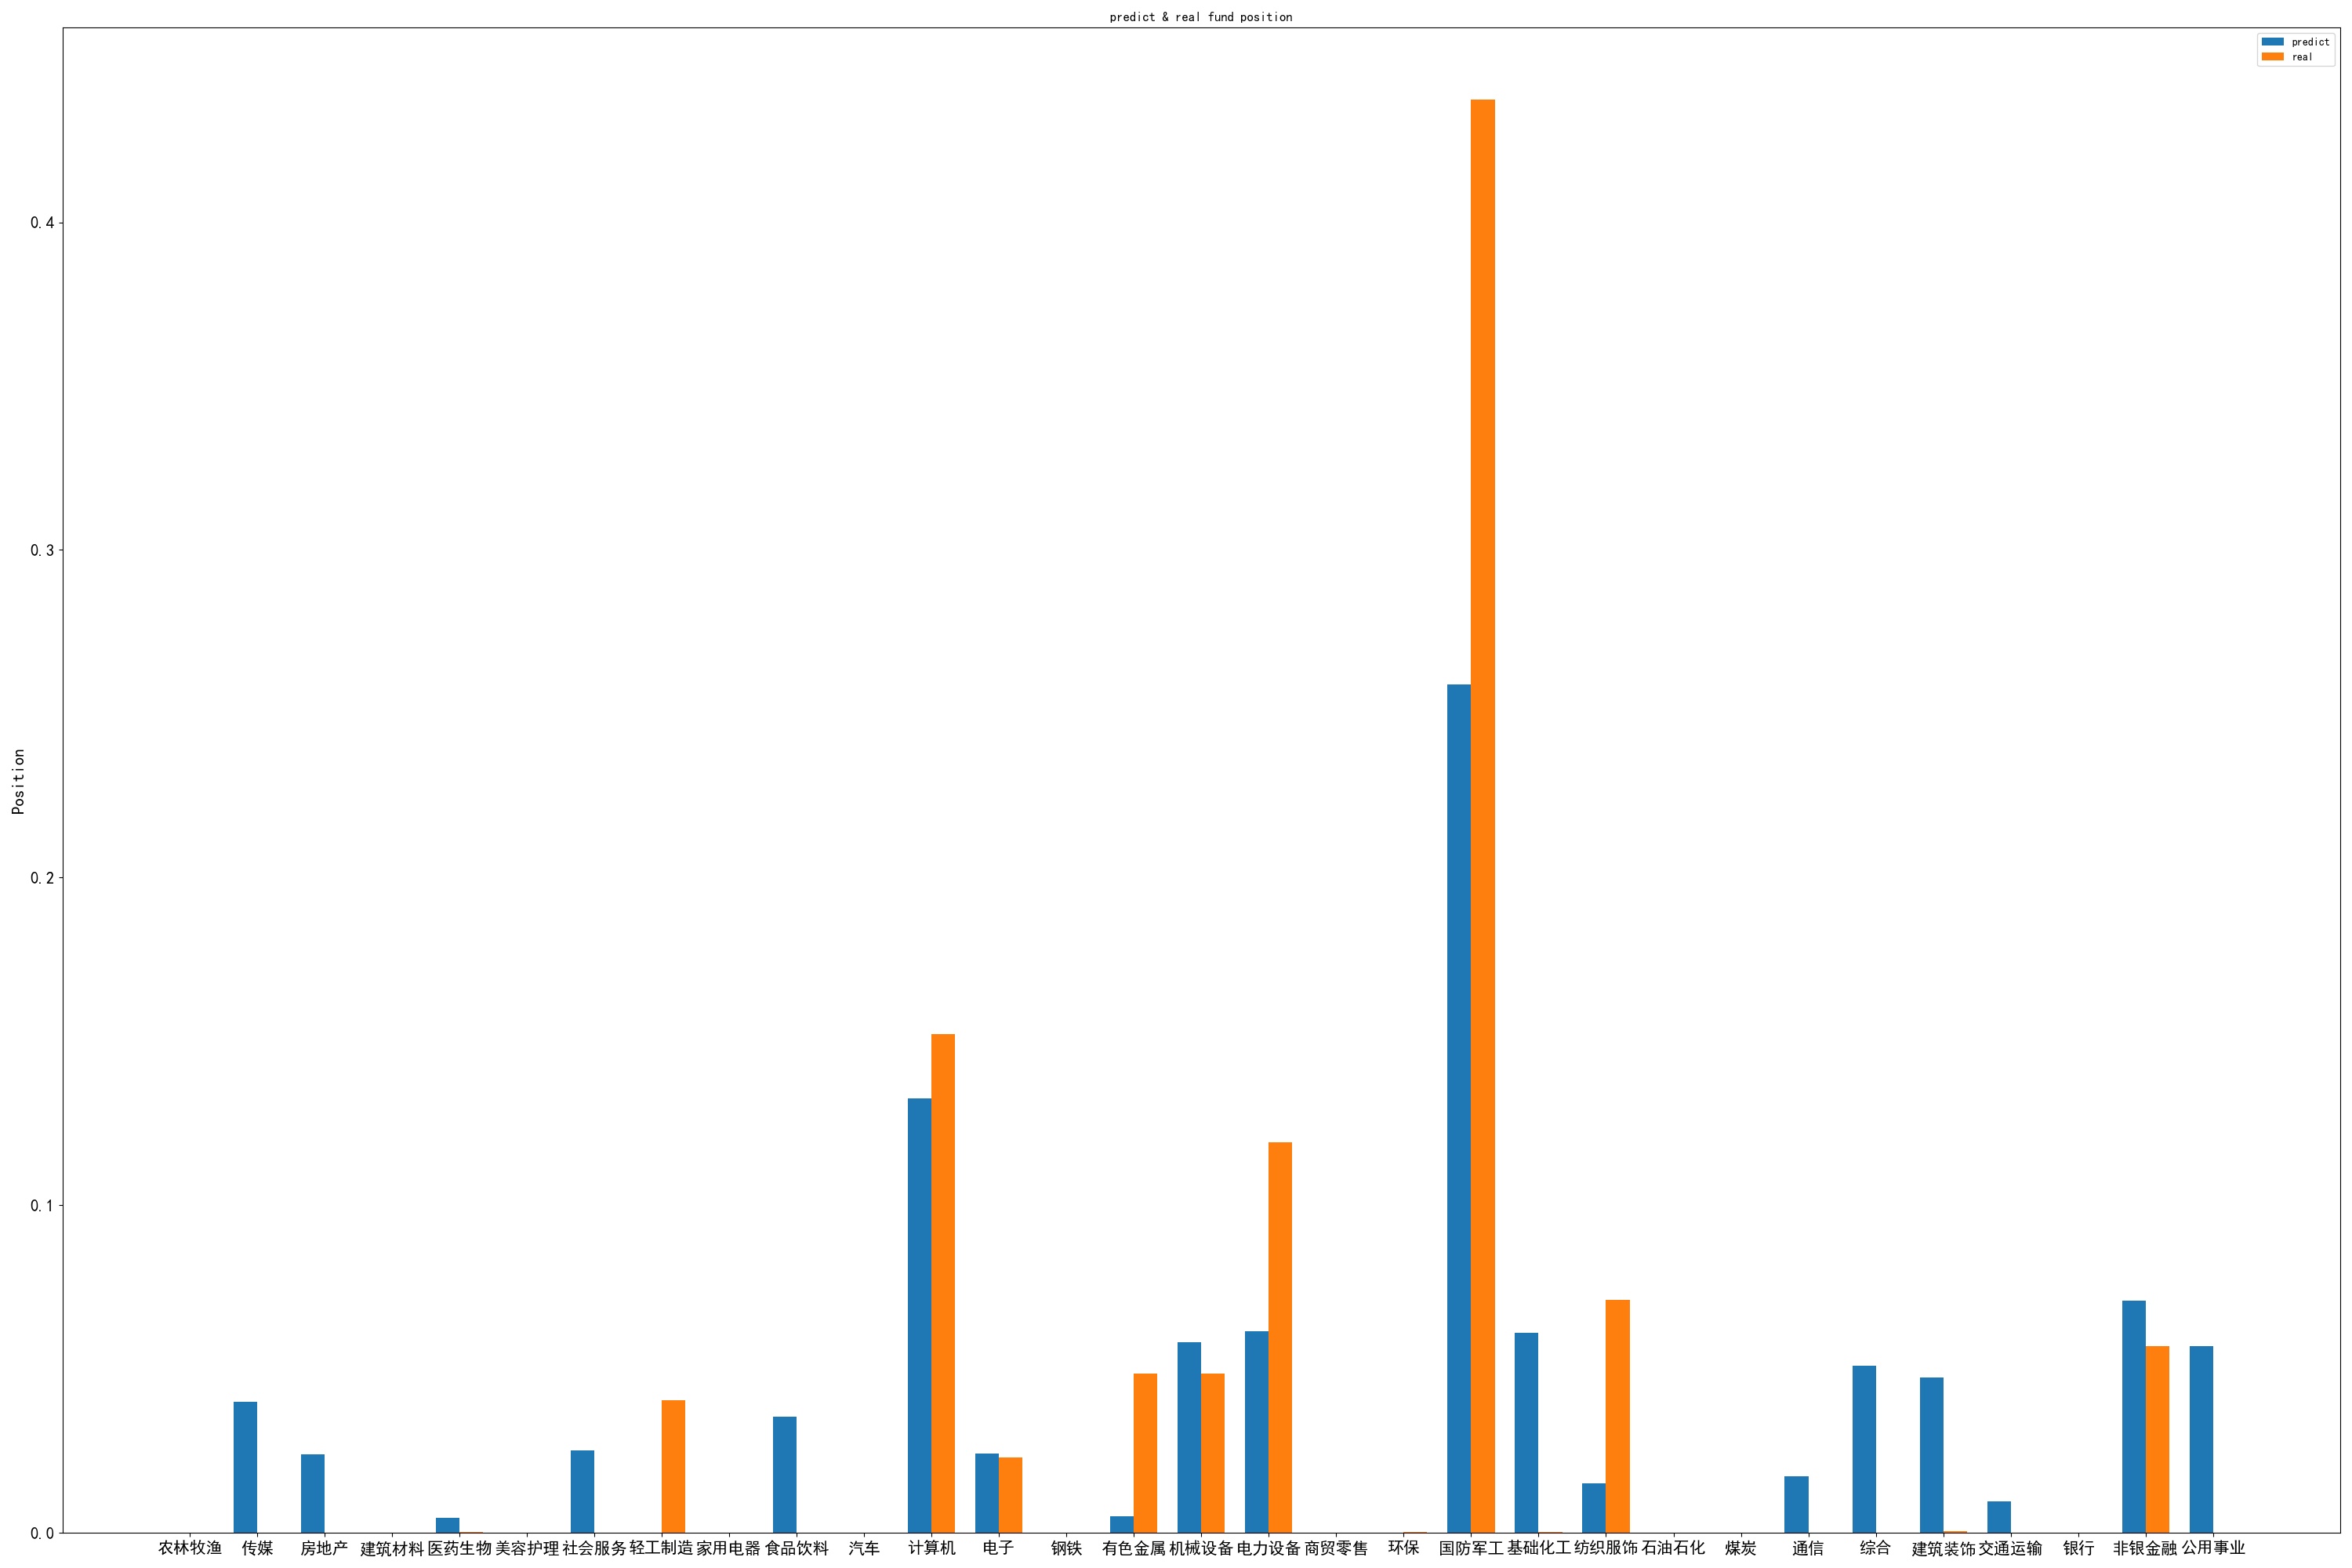 predict & real fund position
predict
real
Position
0.4
0.3
0.2
0.1
0.0
农林牧渔 传媒 房地产 建筑材料 医药生物 美容护理 社会服务 轻工制造 家用电器 食品饮料 汽车 计算机 电子 钢铁 有色金属 机械设备 电力设备 商贸零售 环保 国防军工 基础化工 纺织服饰 石油石化 煤炭 通信 综合 建筑装饰 交通运输 银行 非银金融 公用事业